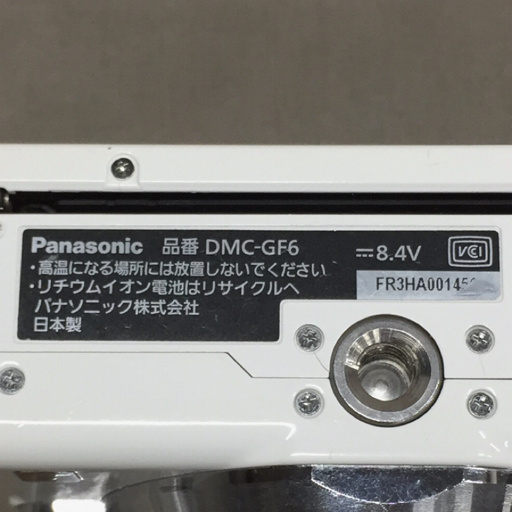 Panasonic 品番 DMC-GF6 ⎓8.4V VCI
・高温になる場所には放置しないでください
・リチウムイオン電池はリサイクルへ
パナソニック株式会社
日本製